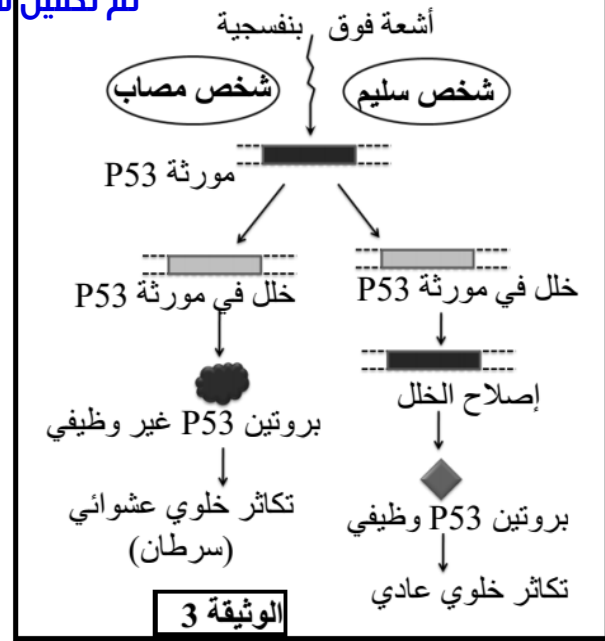 أشعة فوق بنفسجية
شخص سليم
شخص مصاب
مورثة P53
خلل في مورثة P53
خلل في مورثة P53
إصلاح الخلل
بروتين P53 غير وظيفي
بروتين P53 وظيفي
تكاثر خلوي عشوائي
(سرطان)
تكاثر خلوي عادي
الوثيقة 3